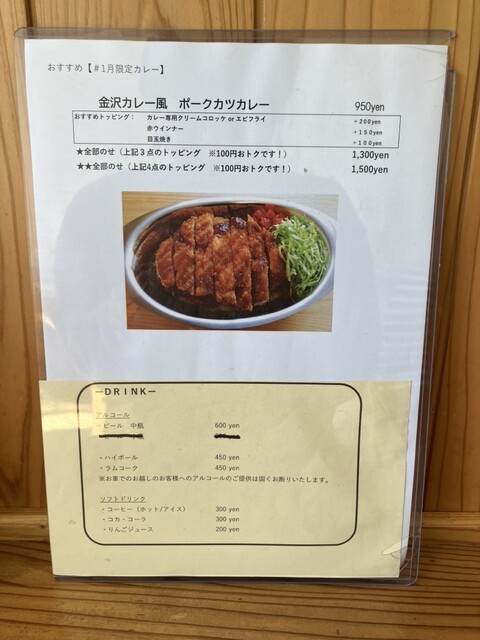 おすすめ【#1月限定カレー】
金沢カレー風 ポークカツカレー 950yen
おすすめトッピング： カレー専用クリームコロッケ or エビフライ +200yen
赤ウインナー +150yen
目玉焼き +100yen
★全部のせ（上記３点のトッピング ※100円おトクです！） 1,300yen
★★全部のせ（上記4点のトッピング ※100円おトクです！） 1,500yen
ーDRINKー
アルコール
・ビール 中瓶 600 yen
・ハイボール 450 yen
・ラムコーク 450 yen
※お車でのお越しのお客様へのアルコールのご提供は固くお断りいたします。
ソフトドリンク
・コーヒー（ホット/アイス） 300 yen
・コカ・コーラ 300 yen
・りんごジュース 200 yen